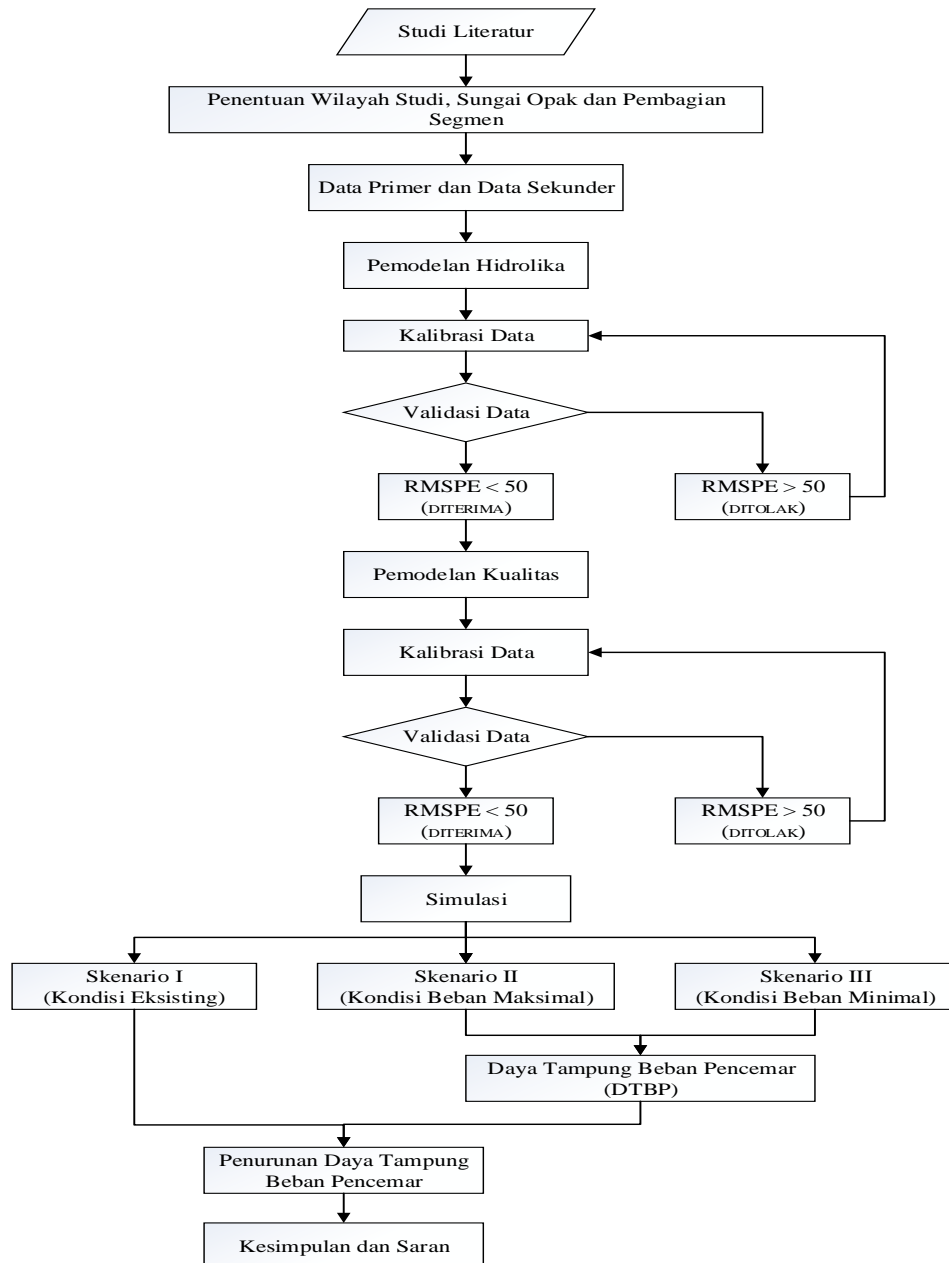 Studi Literatur
Penentuan Wilayah Studi, Sungai Opak dan Pembagian
Segmen
Data Primer dan Data Sekunder
Pemodelan Hidrolika
Kalibrasi Data
Validasi Data
RMSPE < 50
(DITERIMA)
RMSPE > 50
(DITOLAK)
Pemodelan Kualitas
Kalibrasi Data
Validasi Data
RMSPE < 50
(DITERIMA)
RMSPE > 50
(DITOLAK)
Simulasi
Skenario I
(Kondisi Eksisting)
Skenario II
(Kondisi Beban Maksimal)
Skenario III
(Kondisi Beban Minimal)
Daya Tampung Beban Pencemar
(DTBP)
Penurunan Daya Tampung
Beban Pencemar
Kesimpulan dan Saran